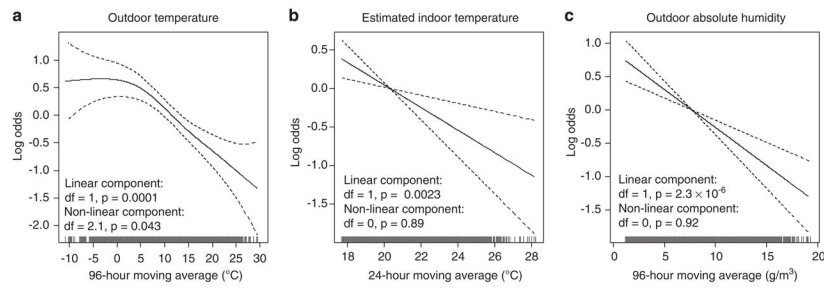 a Outdoor temperature
1.0
0.5
0.0
-0.5
-1.0
-1.5
-2.0
Log odds
Linear component:
df = 1, p = 0.0001
Non-linear component:
df = 2.1, p = 0.043
-10 -5 0 5 10 15 20 25 30
96-hour moving average (°C)
b Estimated indoor temperature
0.5
0.0
-0.5
-1.0
-1.5
Log odds
Linear component:
df = 1, p = 0.0023
Non-linear component:
df = 0, p = 0.89
18 20 22 24 26 28
24-hour moving average (°C)
c Outdoor absolute humidity
1.0
0.5
0.0
-0.5
-1.0
-1.5
Log odds
Linear component:
df = 1, p = 2.3 × 10⁻⁶
Non-linear component:
df = 0, p = 0.92
0 5 10 15 20
96-hour moving average (g/m³)